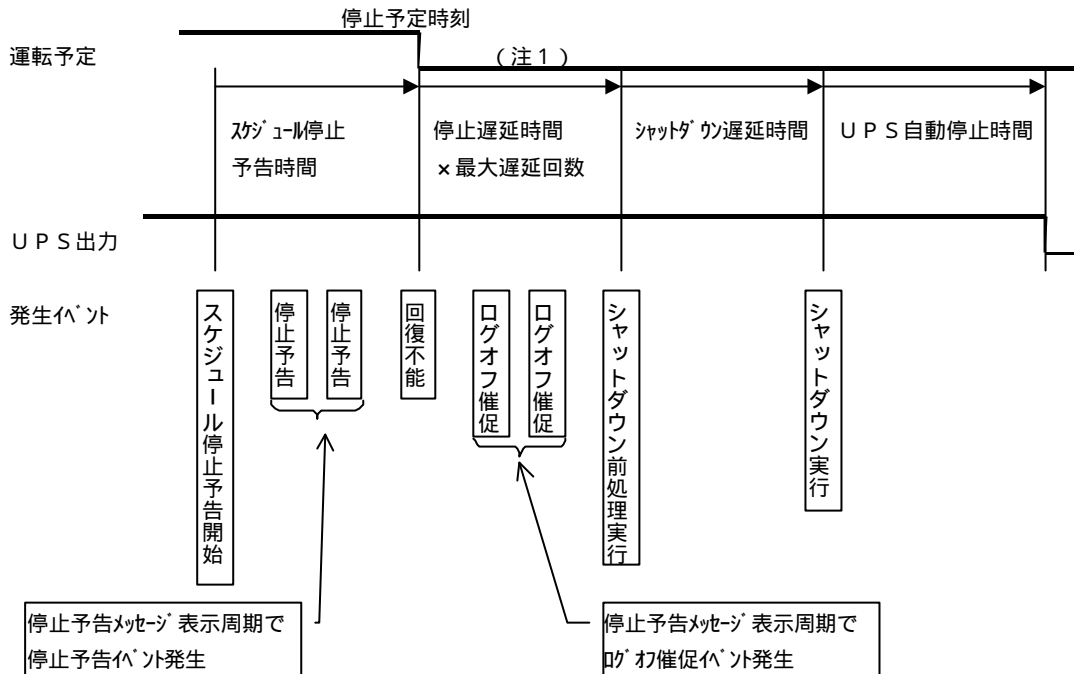 停止予定時刻
運転予定
(注1)
スケジュール停止
予告時間
停止遅延時間
×最大遅延回数
シャットダウン遅延時間
UPS自動停止時間
UPS出力
発生イベント
スケジュール停止予告開始
停止予告
停止予告
回復不能
ログオフ催促
ログオフ催促
シャットダウン前処理実行
シャットダウン実行
停止予告メッセージ表示周期で
停止予告イベント発生
停止予告メッセージ表示周期で
ログオフ催促イベント発生